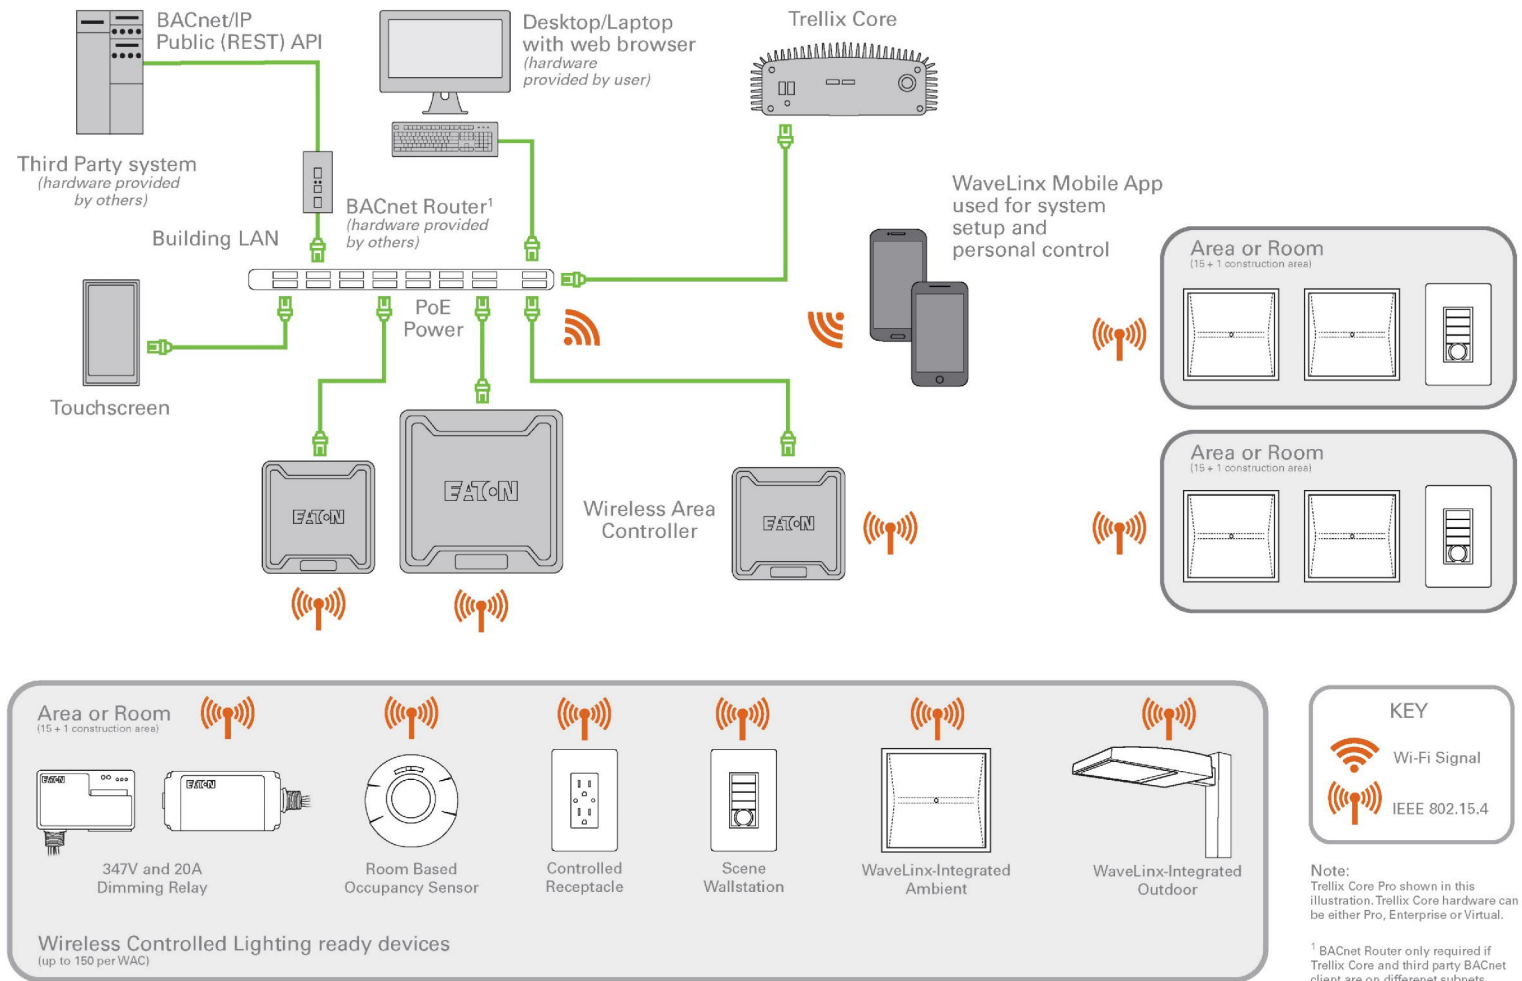 BACnet/IP
Public (REST) API
Desktop/Laptop
with web browser
(hardware
provided by user)
Trellix Core
Third Party system
(hardware provided
by others)
BACnet Router1
(hardware provided
by others)
Building LAN
WaveLinx Mobile App
used for system
setup and
personal control
Area or Room
(15 + 1 construction area)
PoE
Power
Touchscreen
EATON
EATON
Wireless Area
Controller
EATON
Area or Room
(15 + 1 construction area)
Area or Room
(15 + 1 construction area)
EATON
EATON
347V and 20A
Dimming Relay
Room Based
Occupancy Sensor
Controlled
Receptacle
Scene
Wallstation
WaveLinx-Integrated
Ambient
WaveLinx-Integrated
Outdoor
Wireless Controlled Lighting ready devices
(up to 150 per WAC)
KEY
Wi-Fi Signal
IEEE 802.15.4
Note:
Trellix Core Pro shown in this
illustration. Trellix Core hardware can
be either Pro, Enterprise or Virtual.
1 BACnet Router only required if
Trellix Core and third party BACnet
client are on differenet subnets